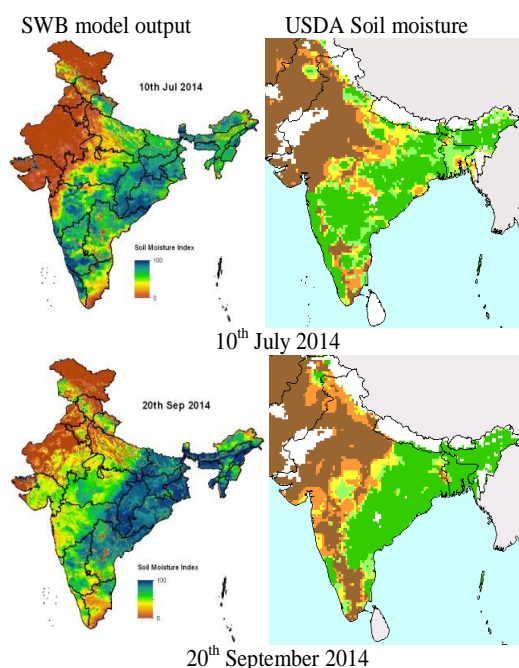 SWB model output
USDA Soil moisture
10th Jul 2014
Soil Moisture Index
100
0
10th July 2014
20th Sep 2014
Soil Moisture Index
100
0
20th September 2014